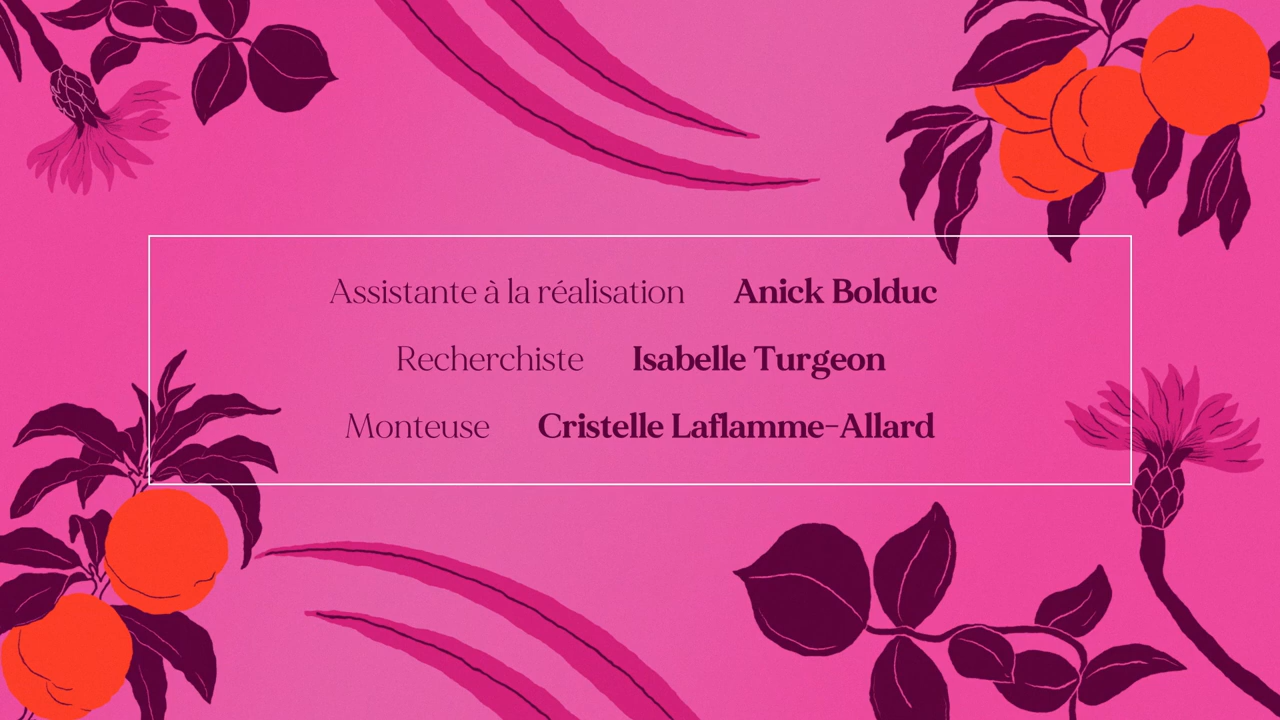 Assistante à la réalisation Anick Bolduc
Recherchiste Isabelle Turgeon
Monteuse Cristelle Laflamme-Allard